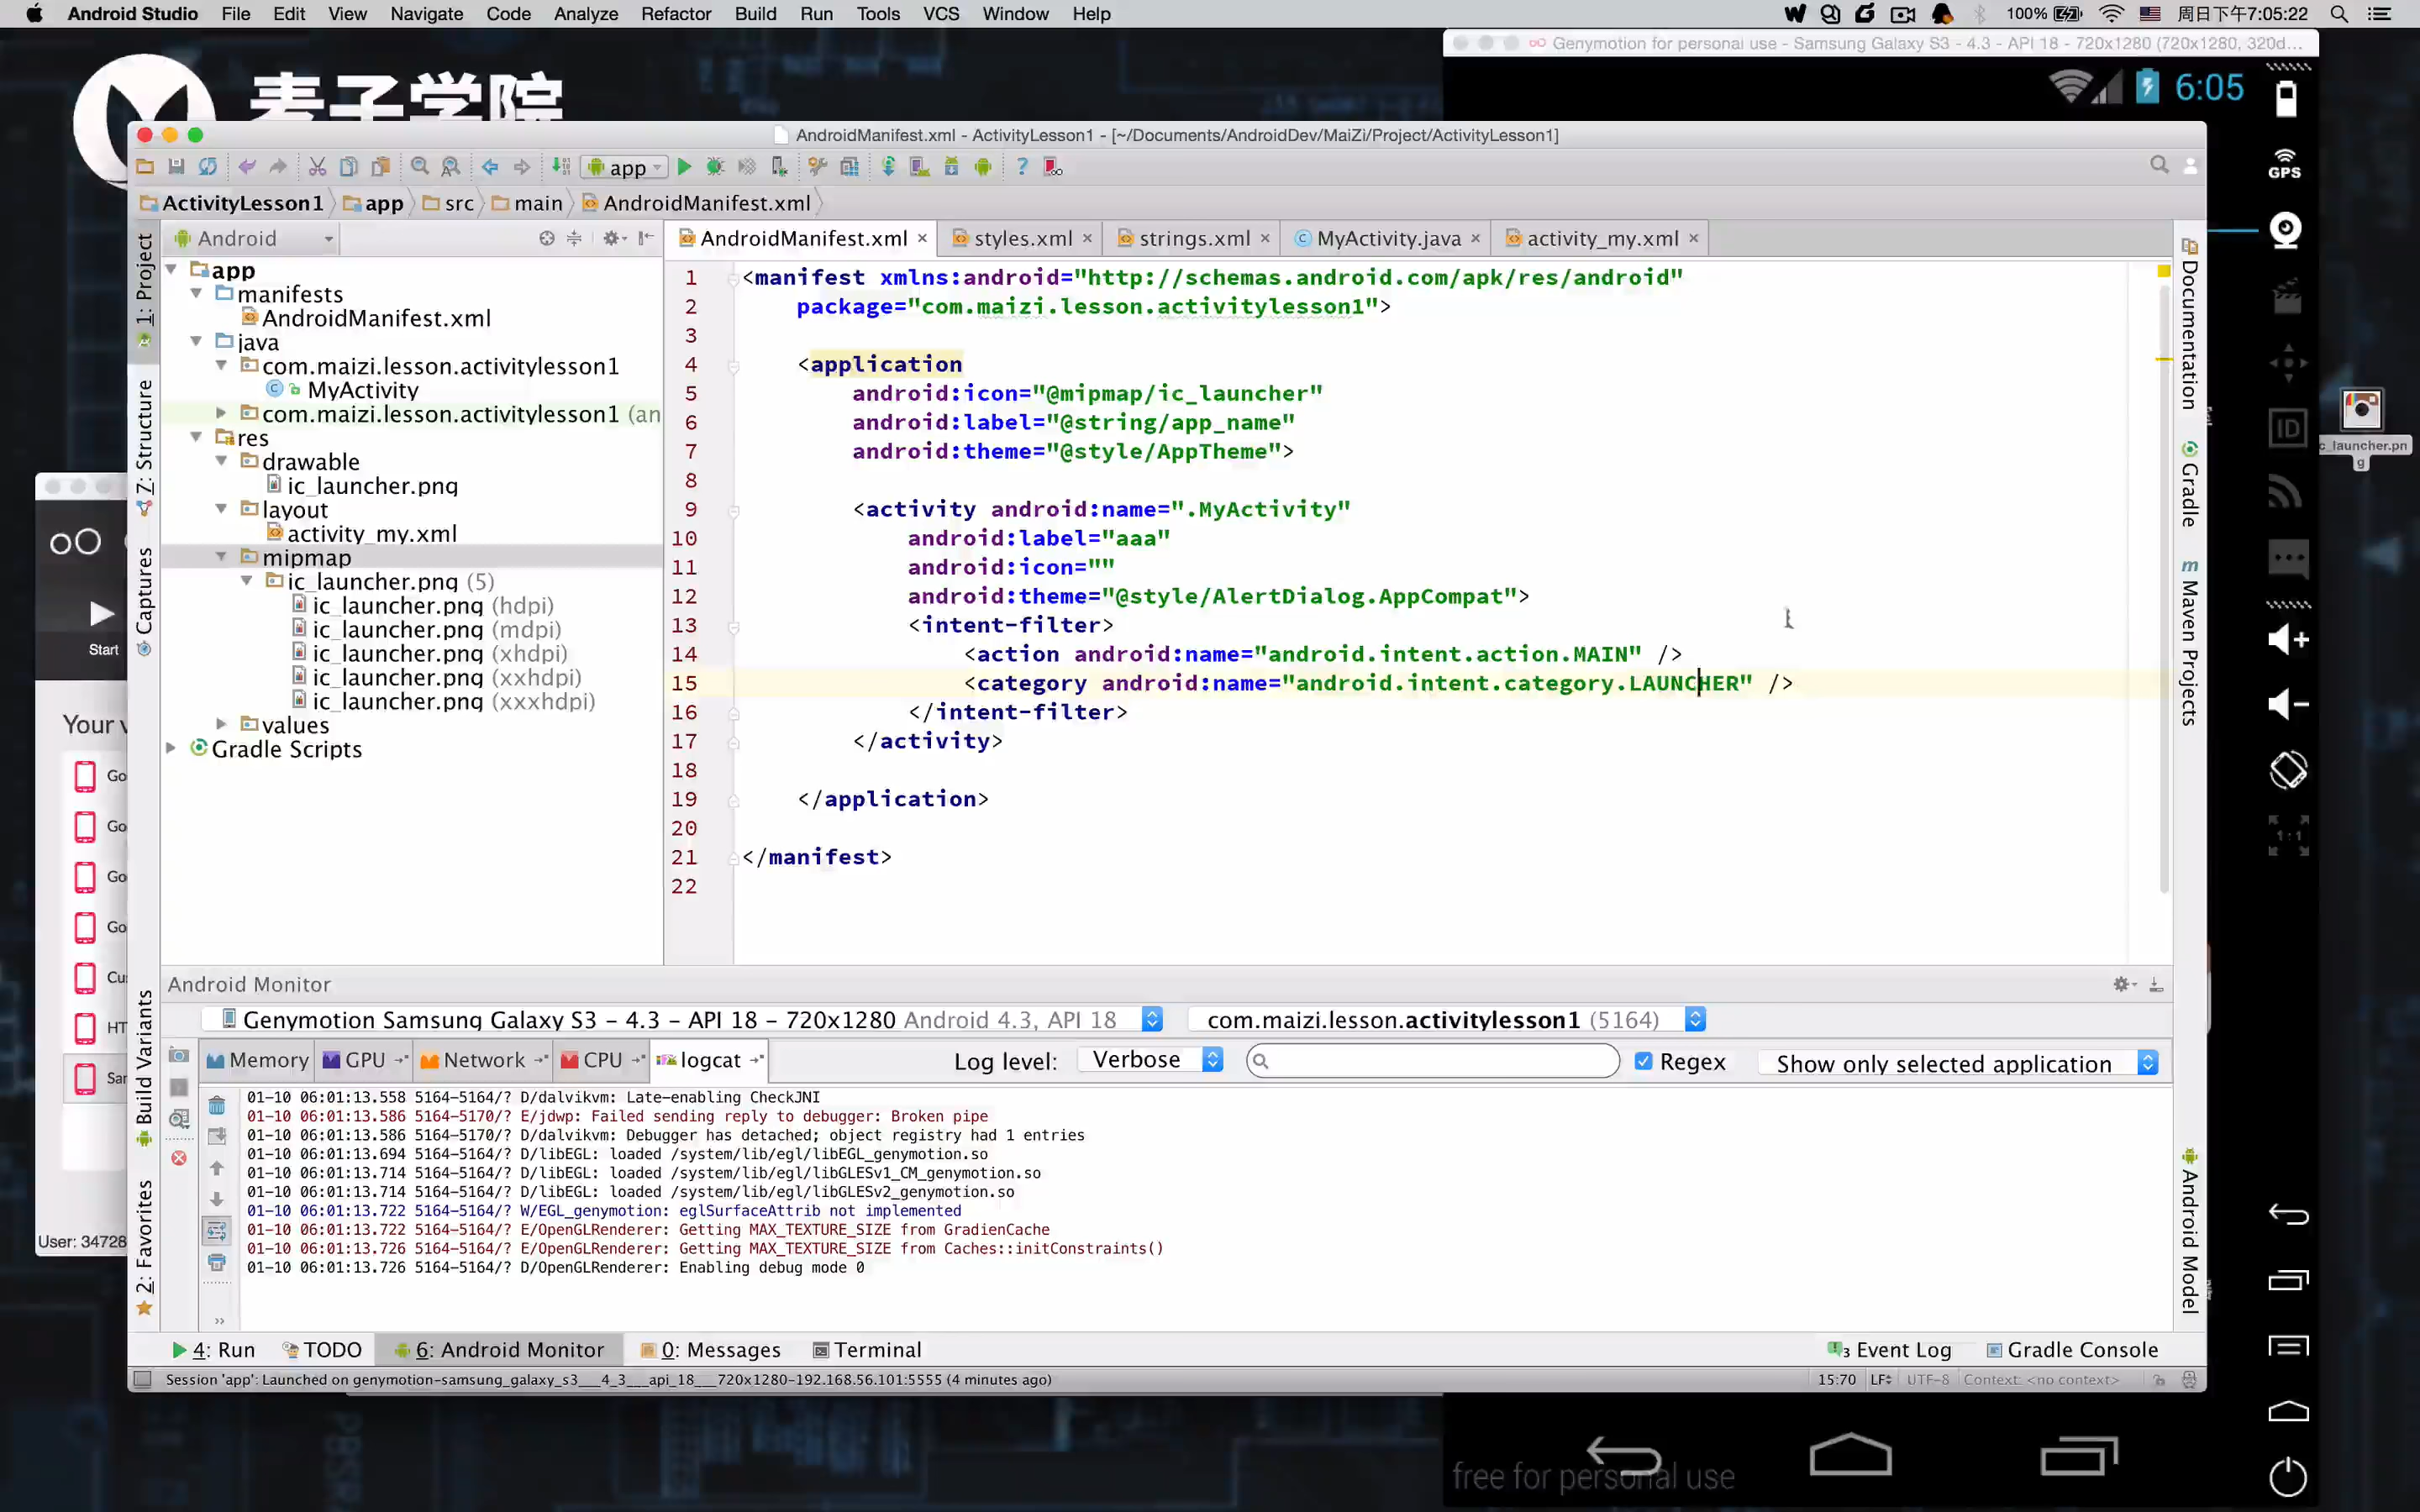 Android Studio File Edit View Navigate Code Analyze Refactor Build Run Tools VCS Window Help 100% 周日下午7:05:22
Genymotion for personal use - Samsung Galaxy S3 - 4.3 - API 18 - 720x1280 (720x1280, 320d...
麦子学院
6:05
AndroidManifest.xml - ActivityLesson1 - [~/Documents/AndroidDev/MaiZi/Project/ActivityLesson1]
app
GPS
ActivityLesson1 app src main AndroidManifest.xml
Android
AndroidManifest.xml styles.xml strings.xml MyActivity.java activity_my.xml
1: Project
7: Structure
Captures
Build Variants
2: Favorites
app
manifests
AndroidManifest.xml
java
com.maizi.lesson.activitylesson1
MyActivity
com.maizi.lesson.activitylesson1 (an
res
drawable
ic_launcher.png
layout
activity_my.xml
mipmap
ic_launcher.png (5)
ic_launcher.png (hdpi)
ic_launcher.png (mdpi)
ic_launcher.png (xhdpi)
ic_launcher.png (xxhdpi)
ic_launcher.png (xxxhdpi)
values
Gradle Scripts
1 <manifest xmlns:android="http://schemas.android.com/apk/res/android"
2 package="com.maizi.lesson.activitylesson1">
3
4 <application
5 android:icon="@mipmap/ic_launcher"
6 android:label="@string/app_name"
7 android:theme="@style/AppTheme">
8
9 <activity android:name=".MyActivity"
10 android:label="aaa"
11 android:icon=""
12 android:theme="@style/AlertDialog.AppCompat">
13 <intent-filter>
14 <action android:name="android.intent.action.MAIN" />
15 <category android:name="android.intent.category.LAUNCHER" />
16 </intent-filter>
17 </activity>
18
19 </application>
20
21 </manifest>
22
Documentation
Gradle
Maven Projects
Android Model
ID
1:1
c_launcher.pn
g
Start
Your v
Go
Go
Go
Go
Cu
HT
Sar
User: 34728
Android Monitor
Genymotion Samsung Galaxy S3 - 4.3 - API 18 - 720x1280 Android 4.3, API 18 com.maizi.lesson.activitylesson1 (5164)
Memory GPU Network CPU logcat Log level: Verbose Regex Show only selected application
01-10 06:01:13.558 5164-5164/? D/dalvikvm: Late-enabling CheckJNI
01-10 06:01:13.586 5164-5170/? E/jdwp: Failed sending reply to debugger: Broken pipe
01-10 06:01:13.586 5164-5170/? D/dalvikvm: Debugger has detached; object registry had 1 entries
01-10 06:01:13.694 5164-5164/? D/libEGL: loaded /system/lib/egl/libEGL_genymotion.so
01-10 06:01:13.714 5164-5164/? D/libEGL: loaded /system/lib/egl/libGLESv1_CM_genymotion.so
01-10 06:01:13.714 5164-5164/? D/libEGL: loaded /system/lib/egl/libGLESv2_genymotion.so
01-10 06:01:13.722 5164-5164/? W/EGL_genymotion: eglSurfaceAttrib not implemented
01-10 06:01:13.722 5164-5164/? E/OpenGLRenderer: Getting MAX_TEXTURE_SIZE from GradienCache
01-10 06:01:13.726 5164-5164/? E/OpenGLRenderer: Getting MAX_TEXTURE_SIZE from Caches::initConstraints()
01-10 06:01:13.726 5164-5164/? D/OpenGLRenderer: Enabling debug mode 0
4: Run TODO 6: Android Monitor 0: Messages Terminal 3 Event Log Gradle Console
Session 'app': Launched on genymotion-samsung_galaxy_s3___4_3___api_18___720x1280-192.168.56.101:5555 (4 minutes ago) 15:70 LF UTF-8 Context: <no context>
free for personal use